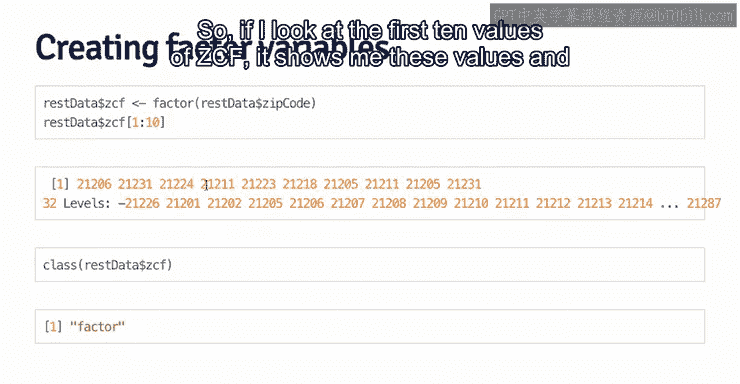 So, if I look at the first ten values
of ZCF, it shows me these values and
Creating factor variables
restData$zcf <- factor(restData$zipCode)
restData$zcf[1:10]
[1] 21206 21231 21224 21211 21223 21218 21205 21211 21205 21231
32 Levels: -21226 21201 21202 21205 21206 21207 21208 21209 21210 21211 21212 21213 21214 ... 21287
class(restData$zcf)
[1] "factor"